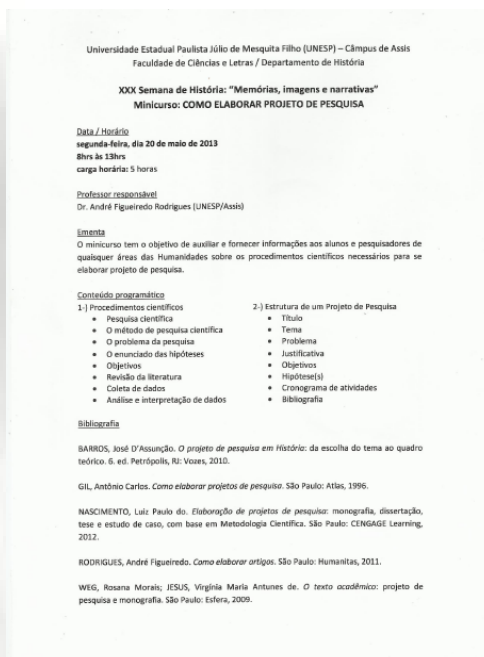 Universidade Estadual Paulista Júlio de Mesquita Filho (UNESP) – Câmpus de Assis
Faculdade de Ciências e Letras / Departamento de História
XXX Semana de História: "Memórias, imagens e narrativas"
Minicurso: COMO ELABORAR PROJETO DE PESQUISA
Data / Horário
segunda-feira, dia 20 de maio de 2013
8hrs às 13hrs
carga horária: 5 horas
Professor responsável
Dr. André Figueiredo Rodrigues (UNESP/Assis)
Ementa
O minicurso tem o objetivo de auxiliar e fornecer informações aos alunos e pesquisadores de
quaisquer áreas das Humanidades sobre os procedimentos científicos necessários para se
elaborar projeto de pesquisa.
Conteúdo programático
1-) Procedimentos científicos
• Pesquisa científica
• O método de pesquisa científica
• O problema da pesquisa
• O enunciado das hipóteses
• Objetivos
• Revisão da literatura
• Coleta de dados
• Análise e interpretação de dados
2-) Estrutura de um Projeto de Pesquisa
• Título
• Tema
• Problema
• Justificativa
• Objetivos
• Hipótese(s)
• Cronograma de atividades
• Bibliografia
Bibliografia
BARROS, José D'Assunção. O projeto de pesquisa em História: da escolha do tema ao quadro
teórico. 6. ed. Petrópolis, RJ: Vozes, 2010.
GIL, Antônio Carlos. Como elaborar projetos de pesquisa. São Paulo: Atlas, 1996.
NASCIMENTO, Luiz Paulo do. Elaboração de projetos de pesquisa: monografia, dissertação,
tese e estudo de caso, com base em Metodologia Científica. São Paulo: CENGAGE Learning,
2012.
RODRIGUES, André Figueiredo. Como elaborar artigos. São Paulo: Humanitas, 2011.
WEG, Rosana Morais; JESUS, Virgínia Maria Antunes de. O texto acadêmico: projeto de
pesquisa e monografia. São Paulo: Esfera, 2009.